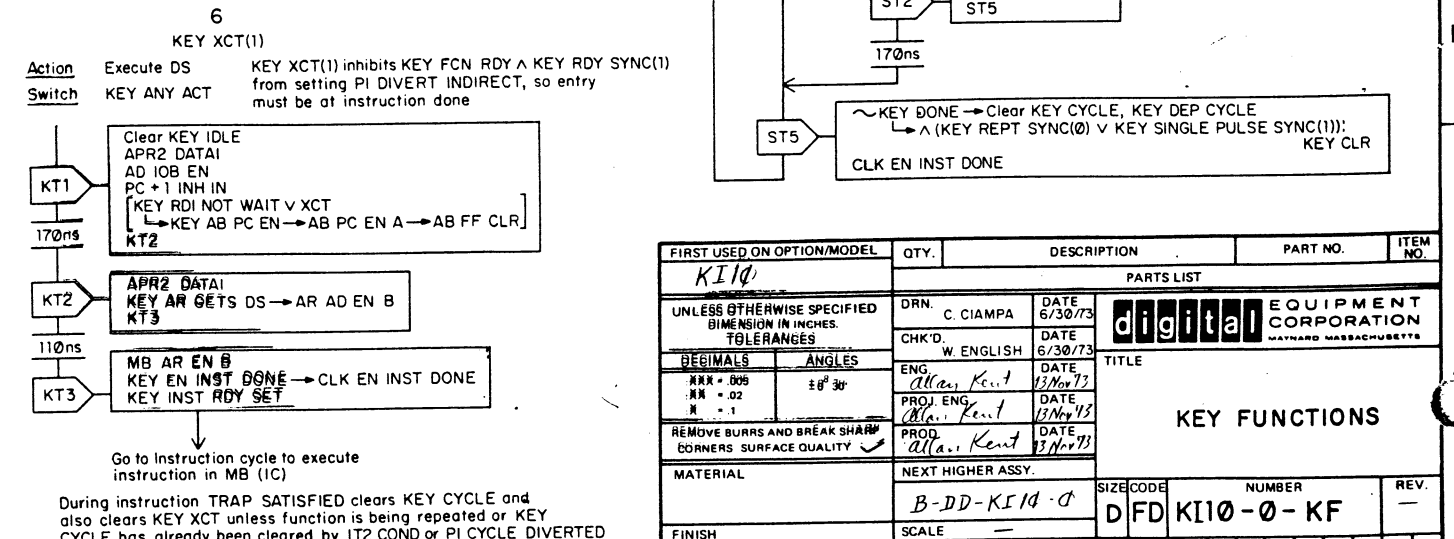 6
KEY XCT(1)
Action Execute DS
Switch KEY ANY ACT
KEY XCT(1) inhibits KEY FCN RDY ∧ KEY RDY SYNC(1)
from setting PI DIVERT INDIRECT, so entry
must be at instruction done
KT1
Clear KEY IDLE
APR2 DATAI
AD IOB EN
PC + 1 INH IN
[KEY RDI NOT WAIT ∨ XCT
↳KEY AB PC EN→AB PC EN A→AB FF CLR]
KT2
170ns
KT2
APR2 DATAI
KEY AR GETS DS→AR AD EN B
KT3
110ns
KT3
MB AR EN B
KEY EN INST DONE→CLK EN INST DONE
KEY INST RDY SET
Go to Instruction cycle to execute
instruction in MB (IC)
During instruction TRAP SATISFIED clears KEY CYCLE and
also clears KEY XCT unless function is being repeated or KEY
CYCLE has already been cleared by IT2 COND or PI CYCLE DIVERTED
ST2
ST5
170ns
ST5
~KEY DONE→Clear KEY CYCLE, KEY DEP CYCLE
↳∧ (KEY REPT SYNC(0) ∨ KEY SINGLE PULSE SYNC(1)):
KEY CLR
CLK EN INST DONE
FIRST USED ON OPTION/MODEL
KI10
QTY. DESCRIPTION PART NO. ITEM NO.
PARTS LIST
UNLESS OTHERWISE SPECIFIED
DIMENSION IN INCHES.
TOLERANCES
DECIMALS ANGLES
.XXX = .005
.XX = .02
.X = .1
REMOVE BURRS AND BREAK SHARP
CORNERS SURFACE QUALITY
MATERIAL
FINISH
DRN. C. CIAMPA DATE 6/30/73
CHK'D. W. ENGLISH DATE 6/30/73
ENG. Allan Kent DATE 13 Nov 73
PROJ. ENG. Allan Kent DATE 13 Nov 73
PROD. Allan Kent DATE 13 Nov 73
NEXT HIGHER ASSY.
B-DD-KI10-0
SCALE —
digital EQUIPMENT
CORPORATION
MAYNARD MASSACHUSETTS
TITLE
KEY FUNCTIONS
SIZE CODE NUMBER REV.
D FD KI10-0-KF —